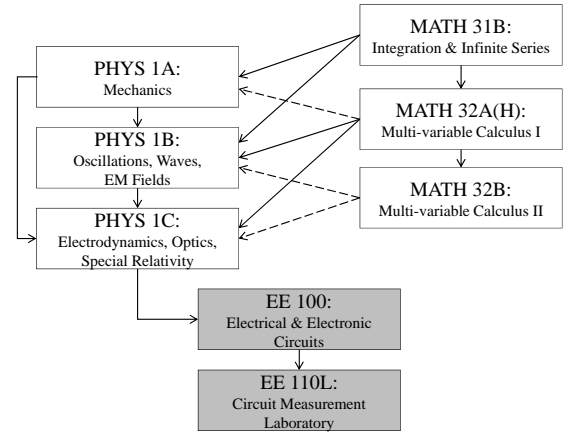 MATH 31B:
Integration & Infinite Series
PHYS 1A:
Mechanics
MATH 32A(H):
Multi-variable Calculus I
PHYS 1B:
Oscillations, Waves,
EM Fields
MATH 32B:
Multi-variable Calculus II
PHYS 1C:
Electrodynamics, Optics,
Special Relativity
EE 100:
Electrical & Electronic
Circuits
EE 110L:
Circuit Measurement
Laboratory